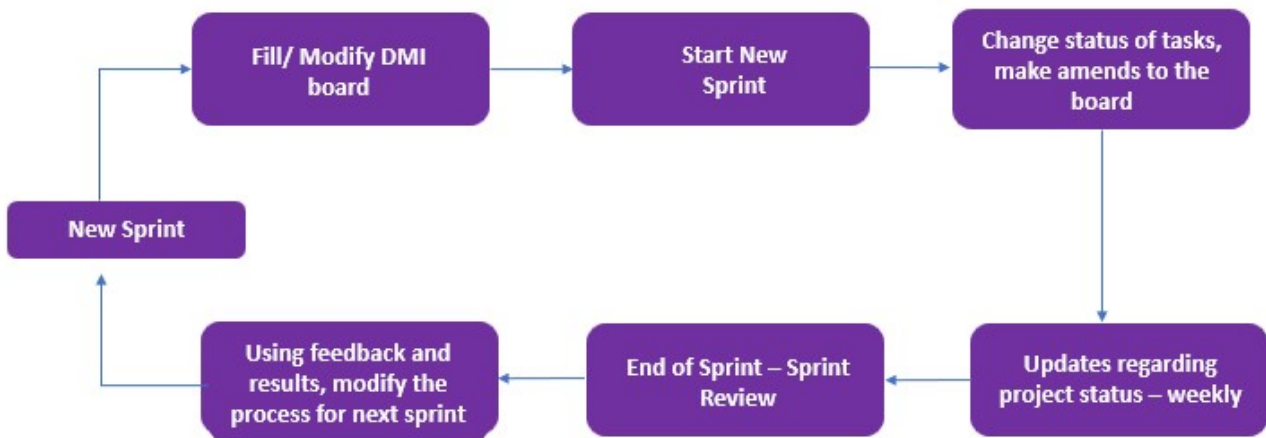 Fill/ Modify DMI
board
Start New
Sprint
Change status of tasks,
make amends to the
board
New Sprint
Using feedback and
results, modify the
process for next sprint
End of Sprint – Sprint
Review
Updates regarding
project status – weekly